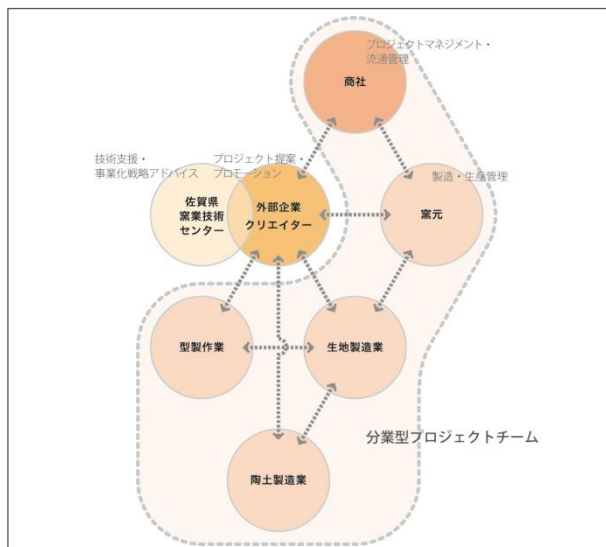 プロジェクトマネジメント・
流通管理
商社
技術支援・
事業化戦略アドバイス
プロジェクト提案・
プロモーション
製造・生産管理
佐賀県
窯業技術
センター
外部企業
クリエイター
窯元
型製作業
生地製造業
分業型プロジェクトチーム
陶土製造業